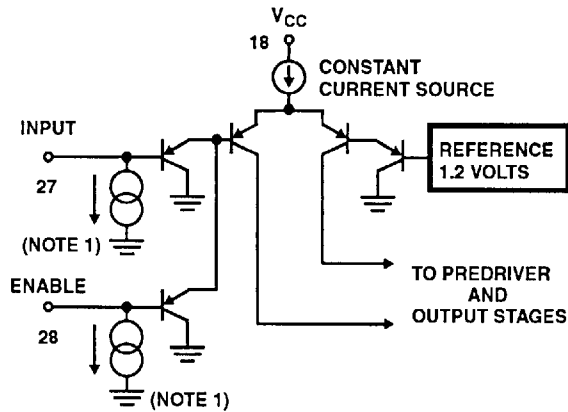 VCC
18
CONSTANT
CURRENT SOURCE
INPUT
27
(NOTE 1)
REFERENCE
1.2 VOLTS
ENABLE
28
(NOTE 1)
TO PREDRIVER
AND
OUTPUT STAGES